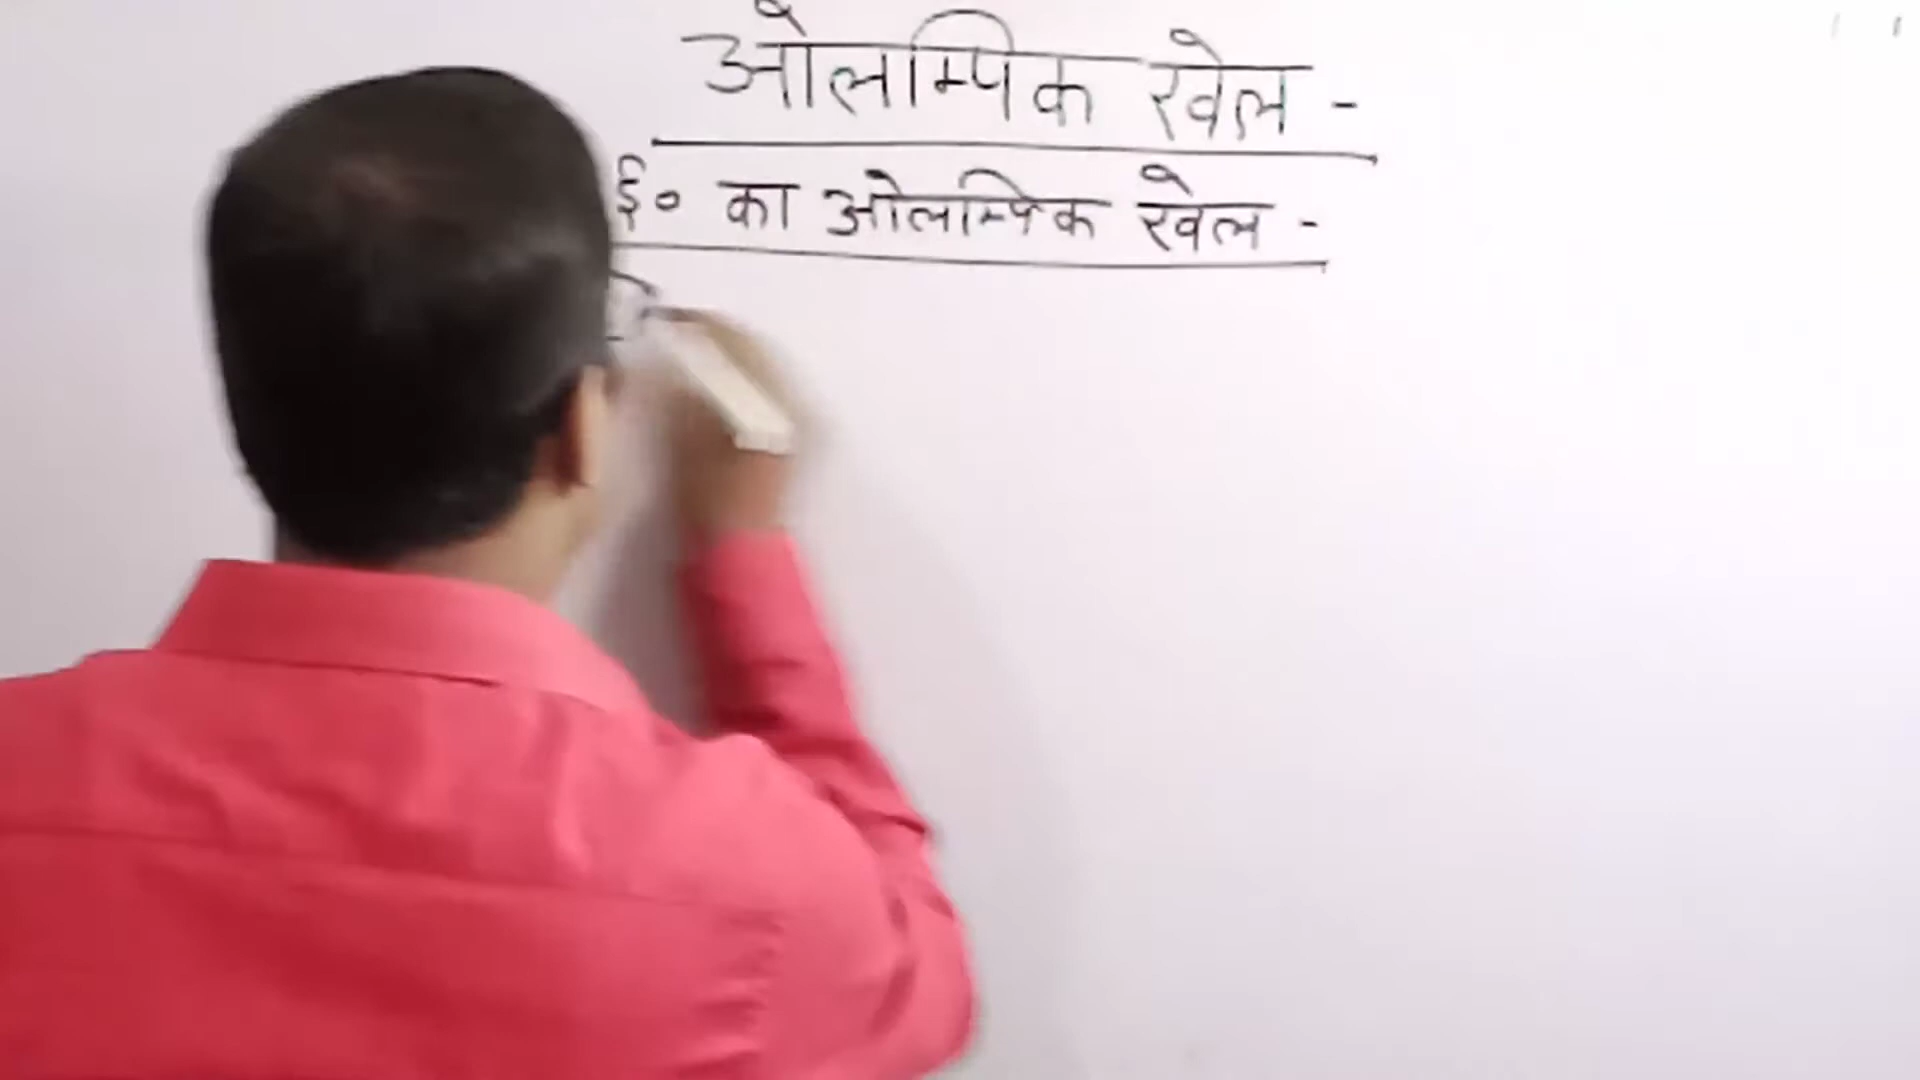 ओलम्पिक खेल -
ई० का ओलम्पिक खेल -